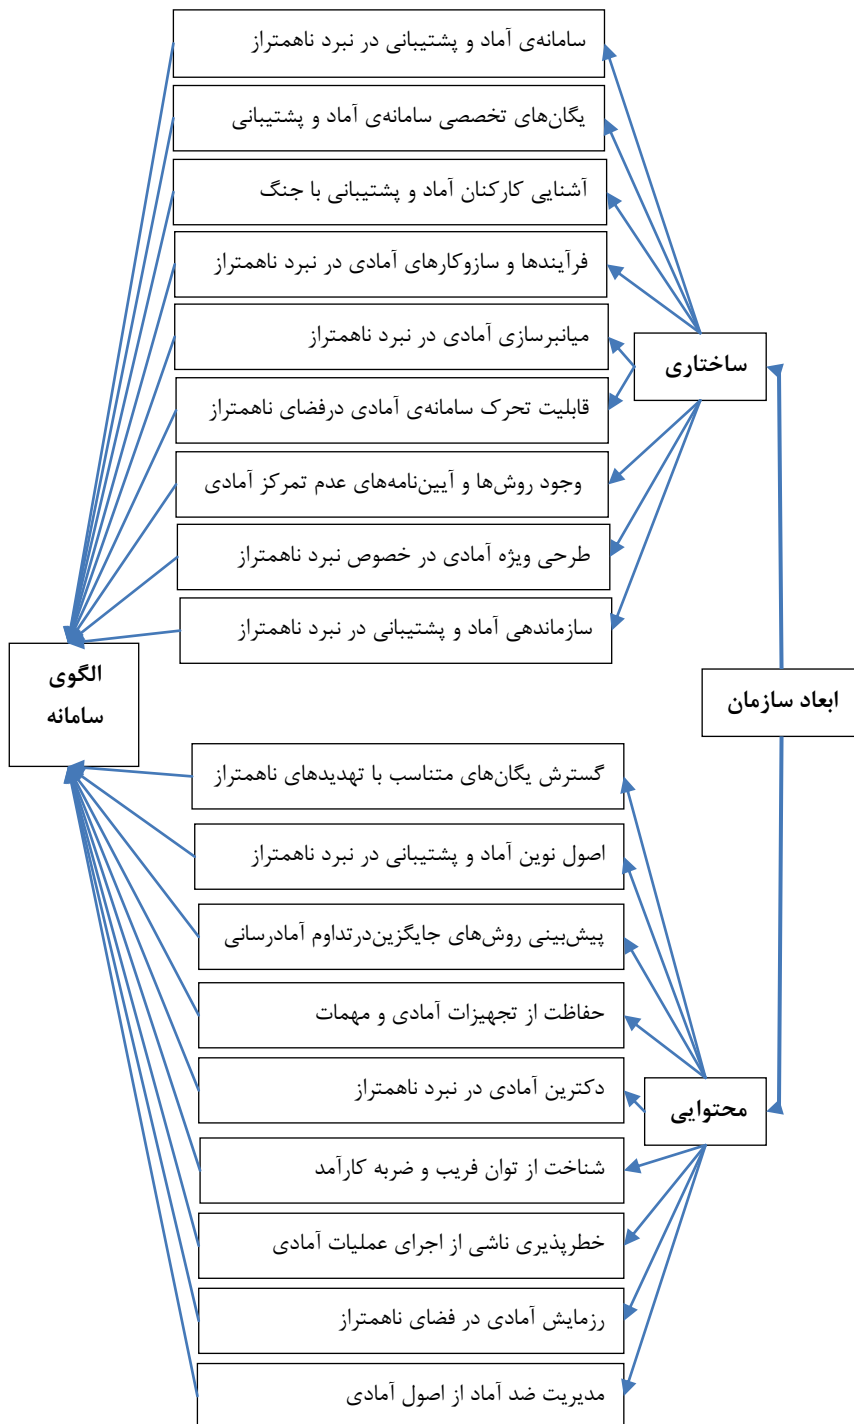 سامانه‌ی آماد و پشتیبانی در نبرد ناهمتراز
یگان‌های تخصصی سامانه‌ی آماد و پشتیبانی
آشنایی کارکنان آماد و پشتیبانی با جنگ
فرآیندها و سازوکارهای آمادی در نبرد ناهمتراز
میانبرسازی آمادی در نبرد ناهمتراز
ساختاری
قابلیت تحرک سامانه‌ی آمادی درفضای ناهمتراز
وجود روش‌ها و آیین‌نامه‌های عدم تمرکز آمادی
طرحی ویژه آمادی در خصوص نبرد ناهمتراز
سازماندهی آماد و پشتیبانی در نبرد ناهمتراز
ابعاد سازمان
الگوی
سامانه
گسترش یگان‌های متناسب با تهدیدهای ناهمتراز
اصول نوین آماد و پشتیبانی در نبرد ناهمتراز
پیش‌بینی روش‌های جایگزین‌درتداوم آمادرسانی
حفاظت از تجهیزات آمادی و مهمات
دکترین آمادی در نبرد ناهمتراز
محتوایی
شناخت از توان فریب و ضربه کارآمد
خطرپذیری ناشی از اجرای عملیات آمادی
رزمایش آمادی در فضای ناهمتراز
مدیریت ضد آماد از اصول آمادی